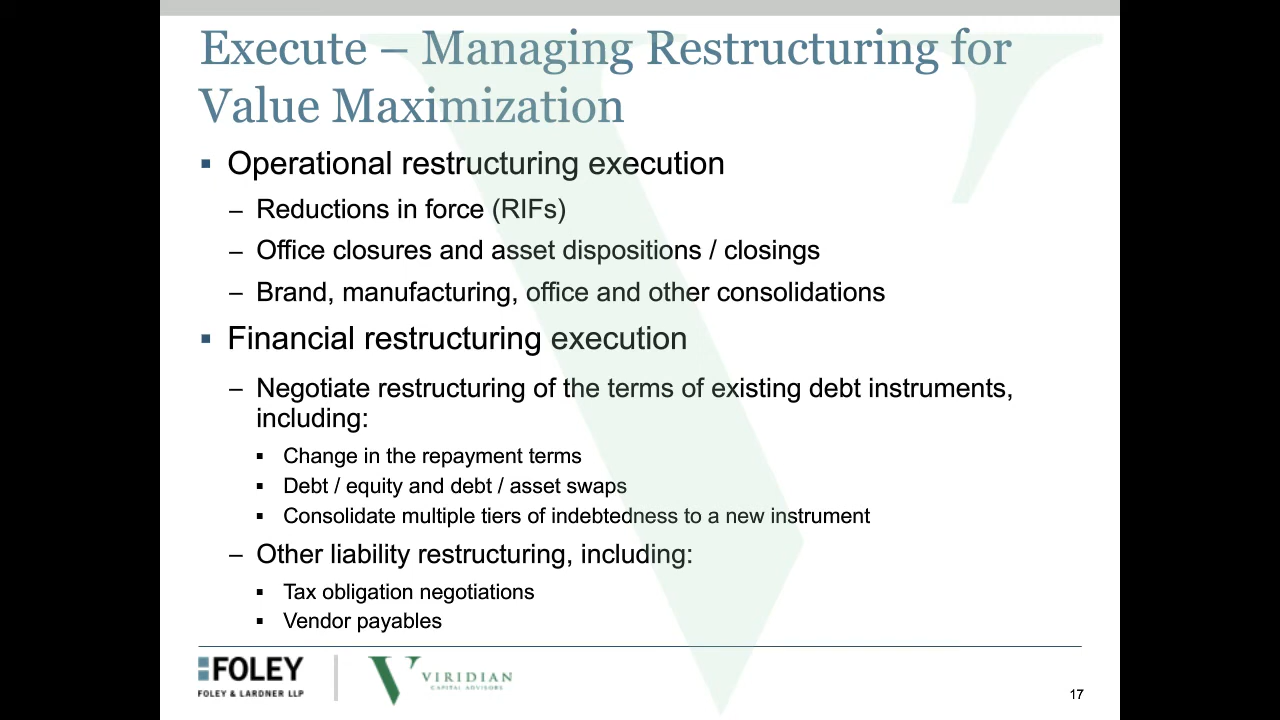 Execute – Managing Restructuring for
Value Maximization
▪ Operational restructuring execution
– Reductions in force (RIFs)
– Office closures and asset dispositions / closings
– Brand, manufacturing, office and other consolidations
▪ Financial restructuring execution
– Negotiate restructuring of the terms of existing debt instruments,
including:
▪ Change in the repayment terms
▪ Debt / equity and debt / asset swaps
▪ Consolidate multiple tiers of indebtedness to a new instrument
– Other liability restructuring, including:
▪ Tax obligation negotiations
▪ Vendor payables
FOLEY
FOLEY & LARDNER LLP
VIRIDIAN
CAPITAL ADVISORS
17